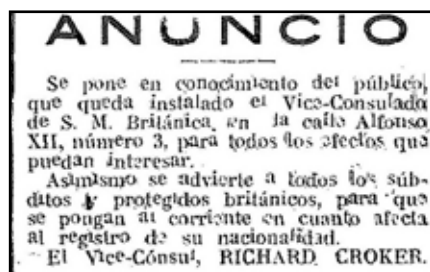 ANUNCIO
Se pone en conocimiento del público,
que queda instalado el Vice-Consulado
de S. M. Británica en la calle Alfonso
XII, número 3, para todos los efectos que
puedan interesar.
Asimismo se advierte a todos los súb-
ditos y protegidos británicos, para que
se pongan al corriente en cuanto afecta
al registro de su nacionalidad.
El Vice-Cónsul, RICHARD CROKER.